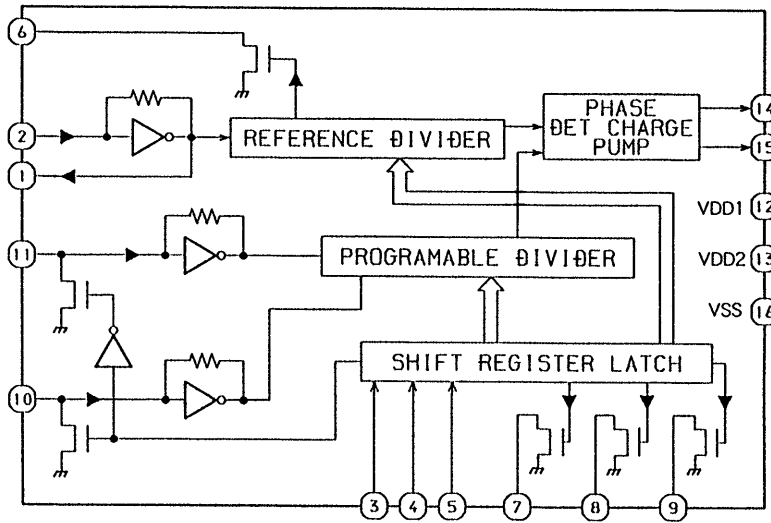 6
PHASE
DET CHARGE
PUMP
14
2
REFERENCE DIVIDER
15
1
VDD1 12
11
PROGRAMABLE DIVIDER
VDD2 13
VSS 16
SHIFT REGISTER LATCH
10
3
4
5
7
8
9